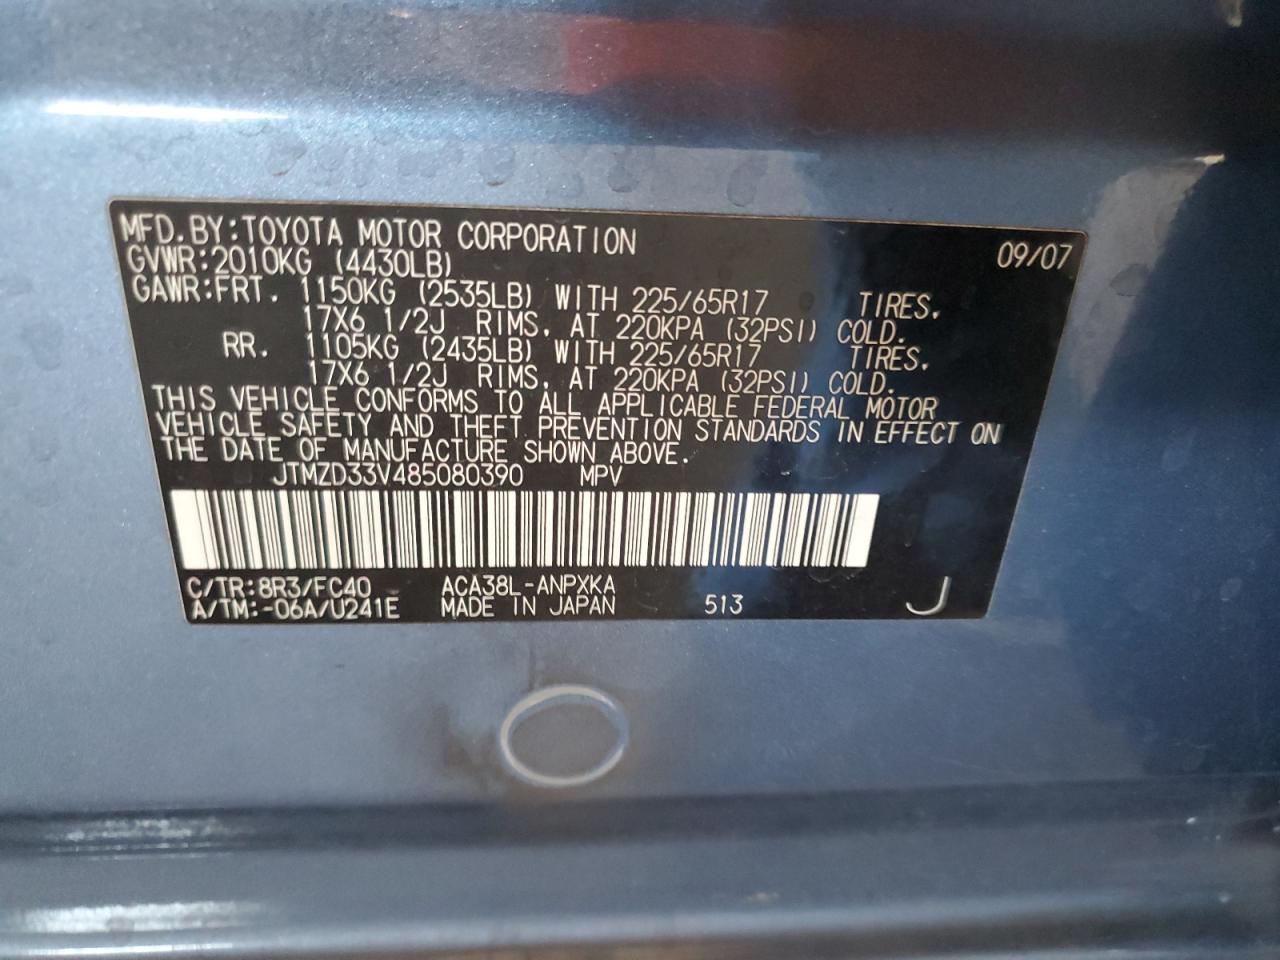 MFD.BY:TOYOTA MOTOR CORPORATION 09/07
GVWR:2010KG (4430LB)
GAWR:FRT. 1150KG (2535LB) WITH 225/65R17 TIRES,
17X6 1/2J RIMS, AT 220KPA (32PSI) COLD.
RR. 1105KG (2435LB) WITH 225/65R17 TIRES,
17X6 1/2J RIMS, AT 220KPA (32PSI) COLD.
THIS VEHICLE CONFORMS TO ALL APPLICABLE FEDERAL MOTOR
VEHICLE SAFETY AND THEFT PREVENTION STANDARDS IN EFFECT ON
THE DATE OF MANUFACTURE SHOWN ABOVE.
JTMZD33V485080390 MPV
C/TR:8R3/FC40 ACA38L-ANPXKA
A/TM:-06A/U241E MADE IN JAPAN 513 J